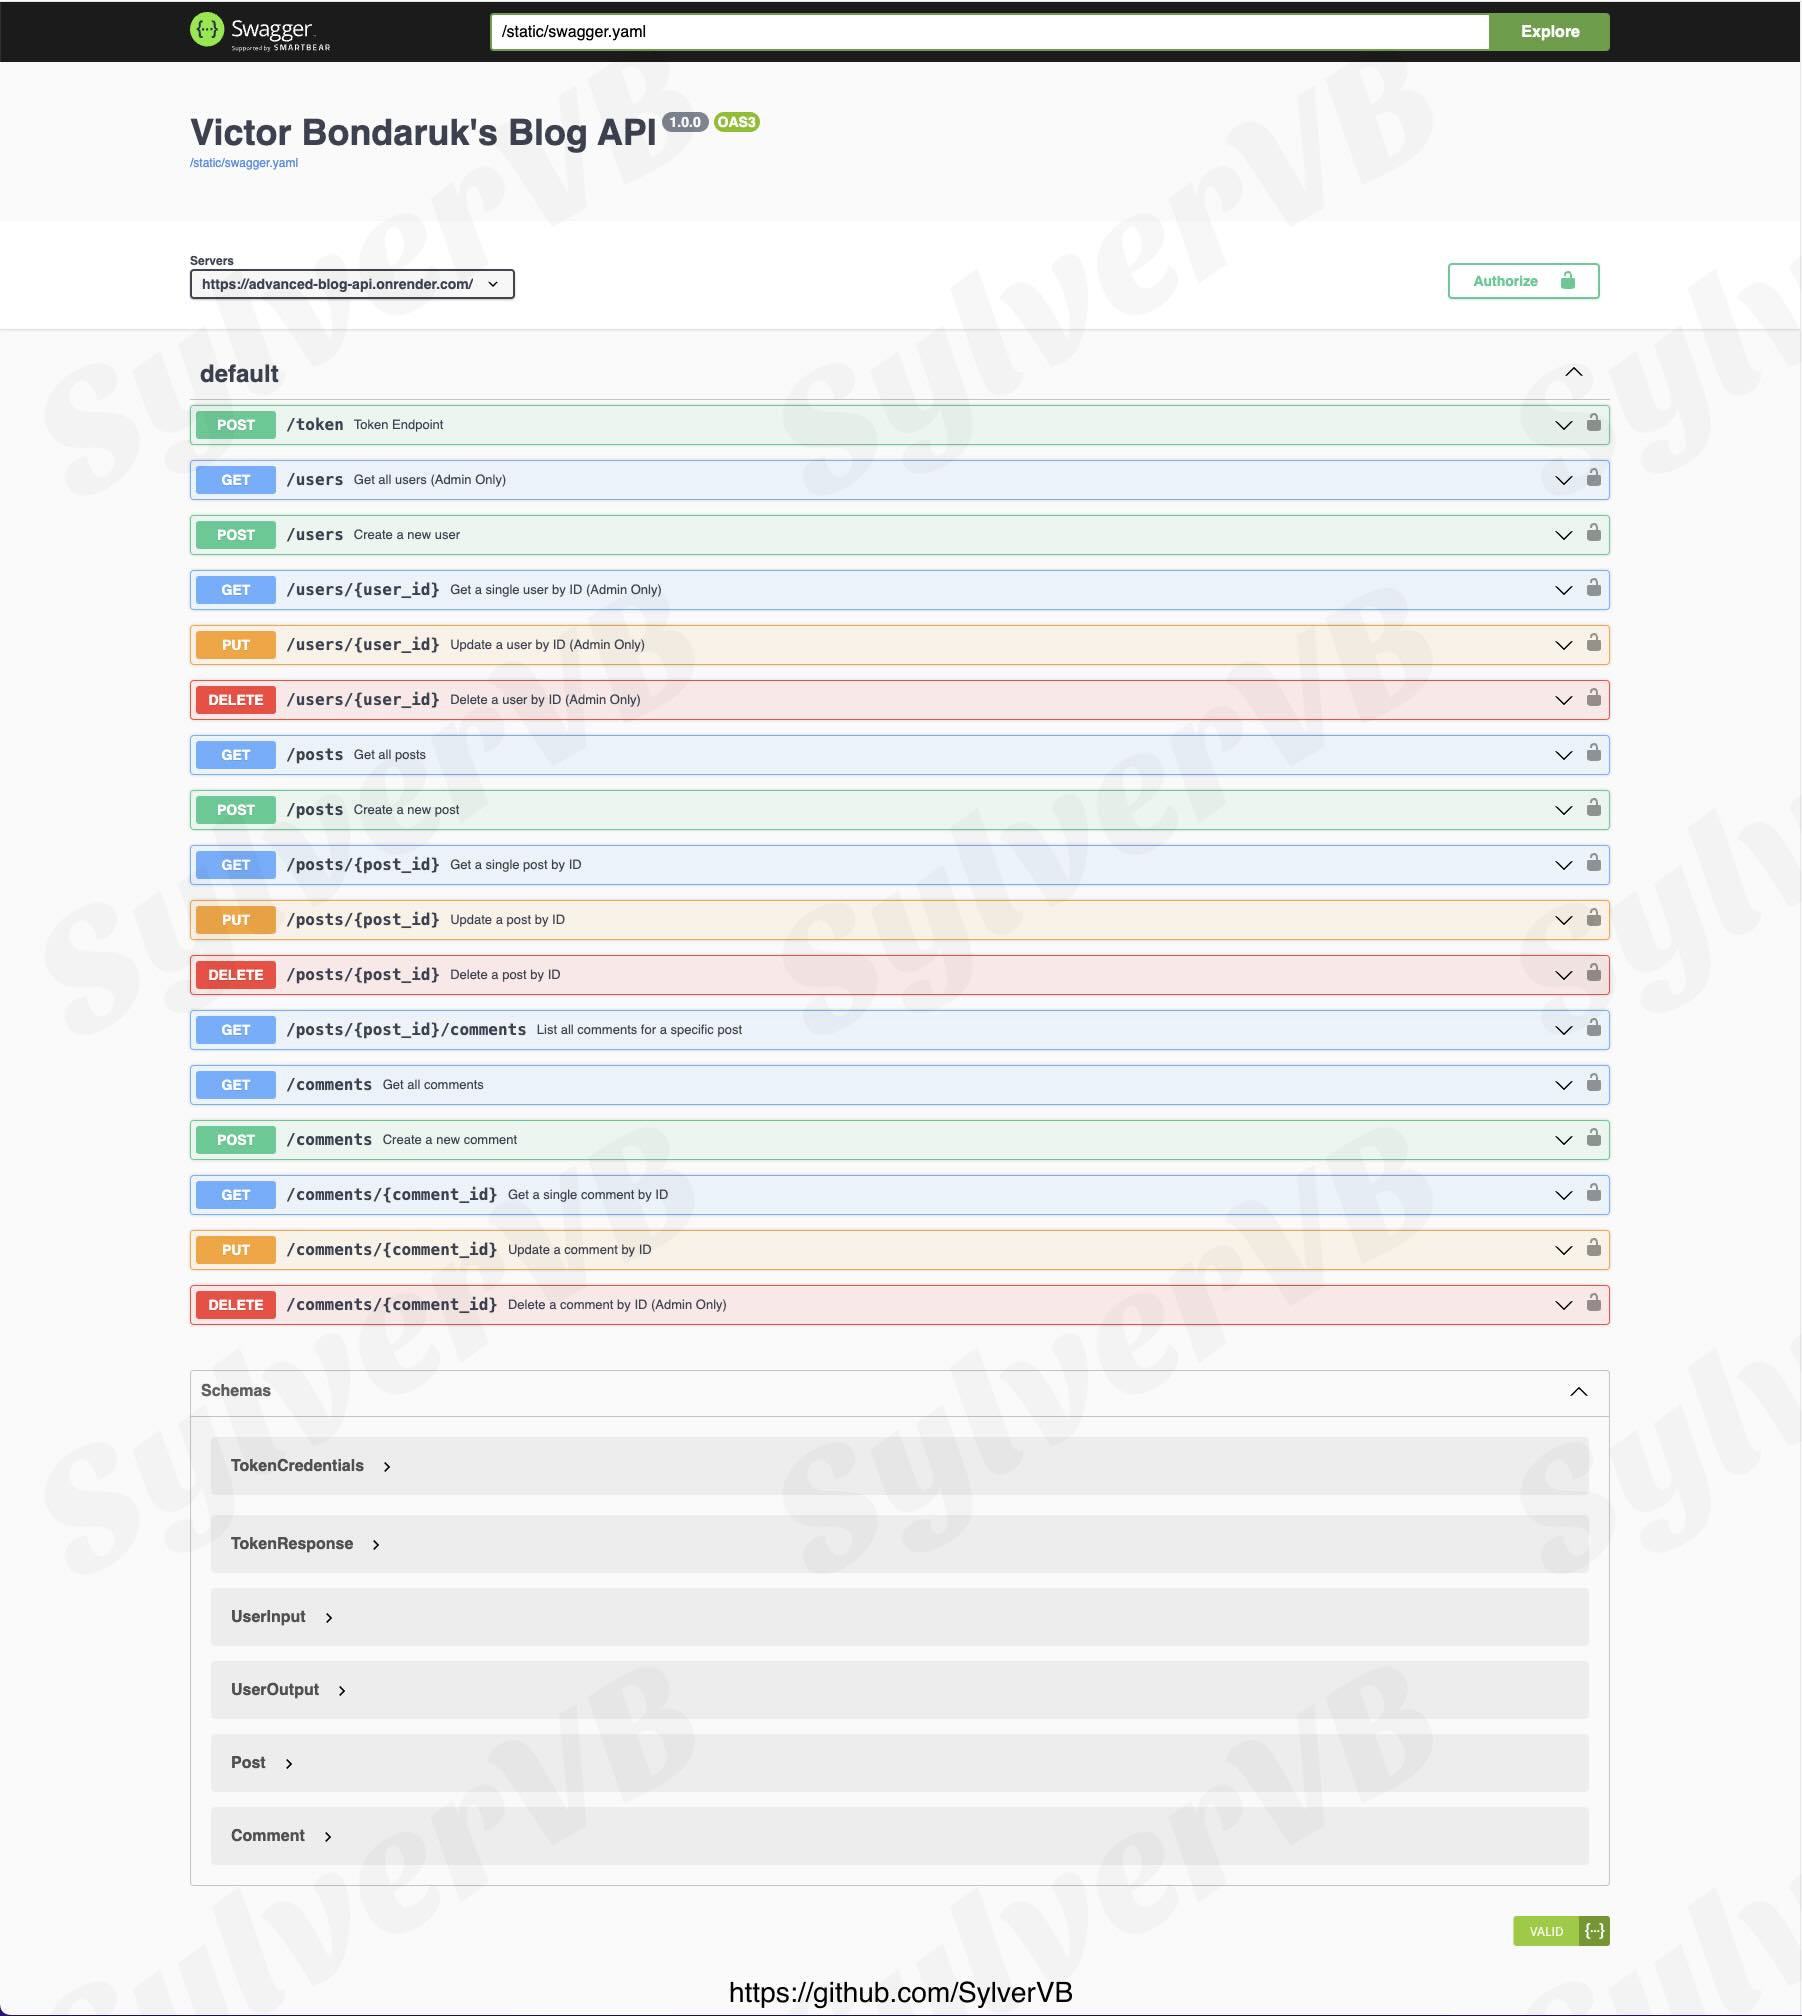 Swagger
Supported by SMARTBEAR
/static/swagger.yaml
Explore
Victor Bondaruk's Blog API 1.0.0 OAS3
/static/swagger.yaml
Servers
https://advanced-blog-api.onrender.com/
Authorize
default
POST /token Token Endpoint
GET /users Get all users (Admin Only)
POST /users Create a new user
GET /users/{user_id} Get a single user by ID (Admin Only)
PUT /users/{user_id} Update a user by ID (Admin Only)
DELETE /users/{user_id} Delete a user by ID (Admin Only)
GET /posts Get all posts
POST /posts Create a new post
GET /posts/{post_id} Get a single post by ID
PUT /posts/{post_id} Update a post by ID
DELETE /posts/{post_id} Delete a post by ID
GET /posts/{post_id}/comments List all comments for a specific post
GET /comments Get all comments
POST /comments Create a new comment
GET /comments/{comment_id} Get a single comment by ID
PUT /comments/{comment_id} Update a comment by ID
DELETE /comments/{comment_id} Delete a comment by ID (Admin Only)
Schemas
TokenCredentials
TokenResponse
UserInput
UserOutput
Post
Comment
VALID {···}
https://github.com/SylverVB
SylverVB